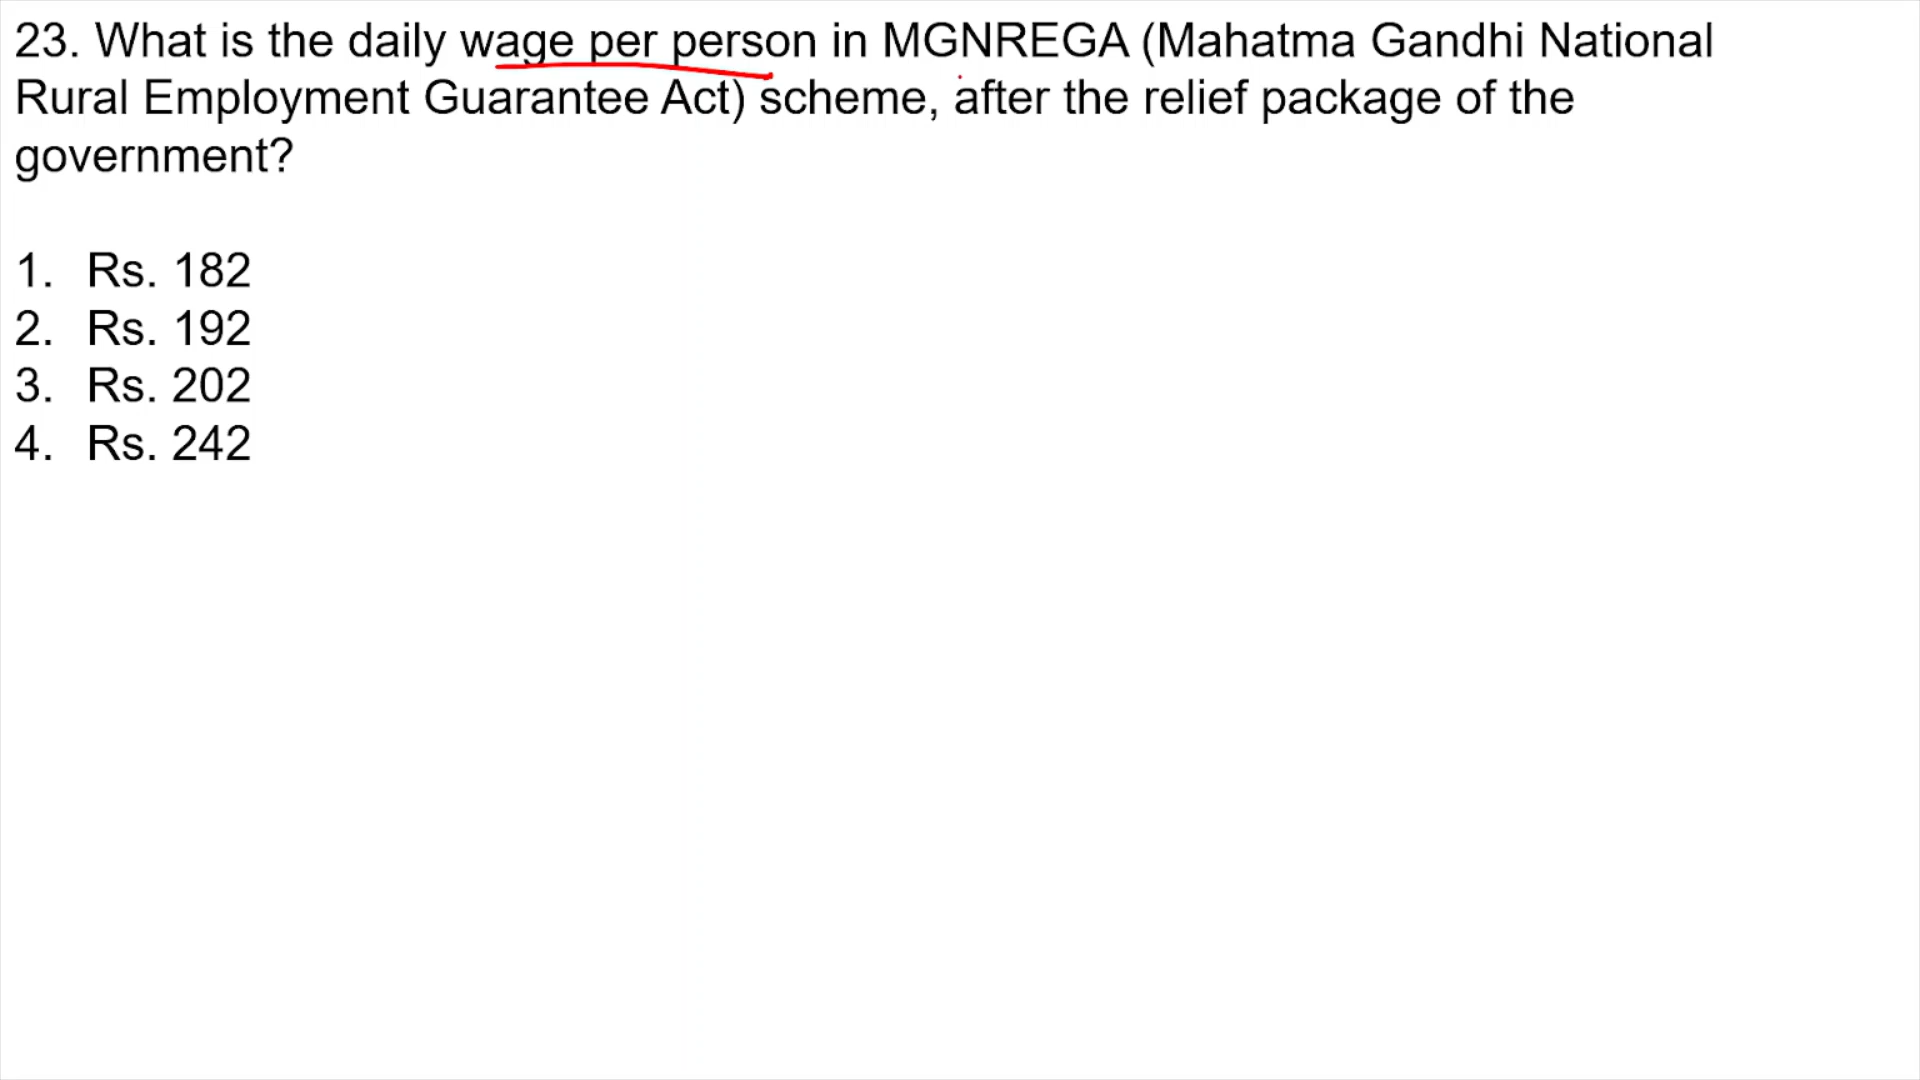 23. What is the daily wage per person in MGNREGA (Mahatma Gandhi National
Rural Employment Guarantee Act) scheme, after the relief package of the
government?
1. Rs. 182
2. Rs. 192
3. Rs. 202
4. Rs. 242